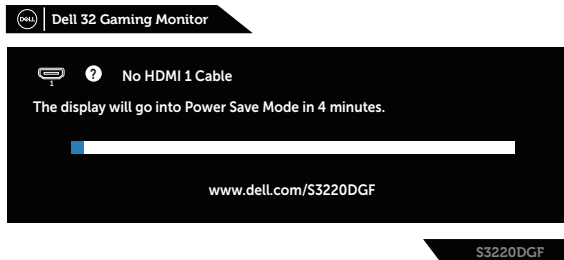 DELL Dell 32 Gaming Monitor
1 ? No HDMI 1 Cable
The display will go into Power Save Mode in 4 minutes.
www.dell.com/S3220DGF
S3220DGF